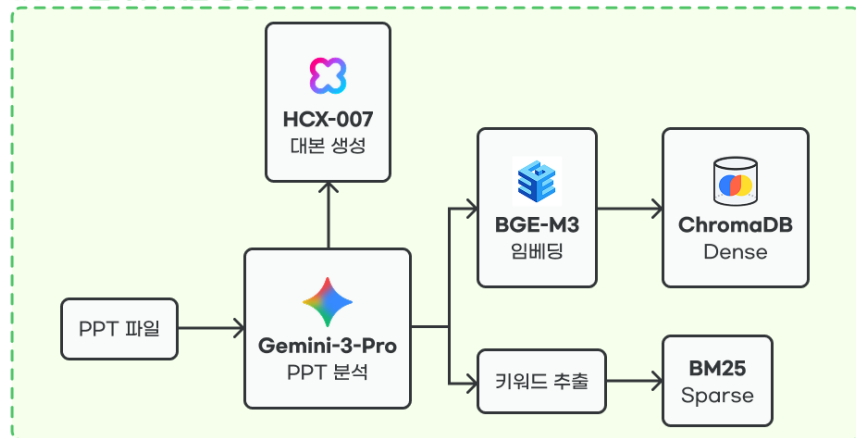 HCX-007
대본 생성
BGE-M3
임베딩
ChromaDB
Dense
PPT 파일
Gemini-3-Pro
PPT 분석
키워드 추출
BM25
Sparse